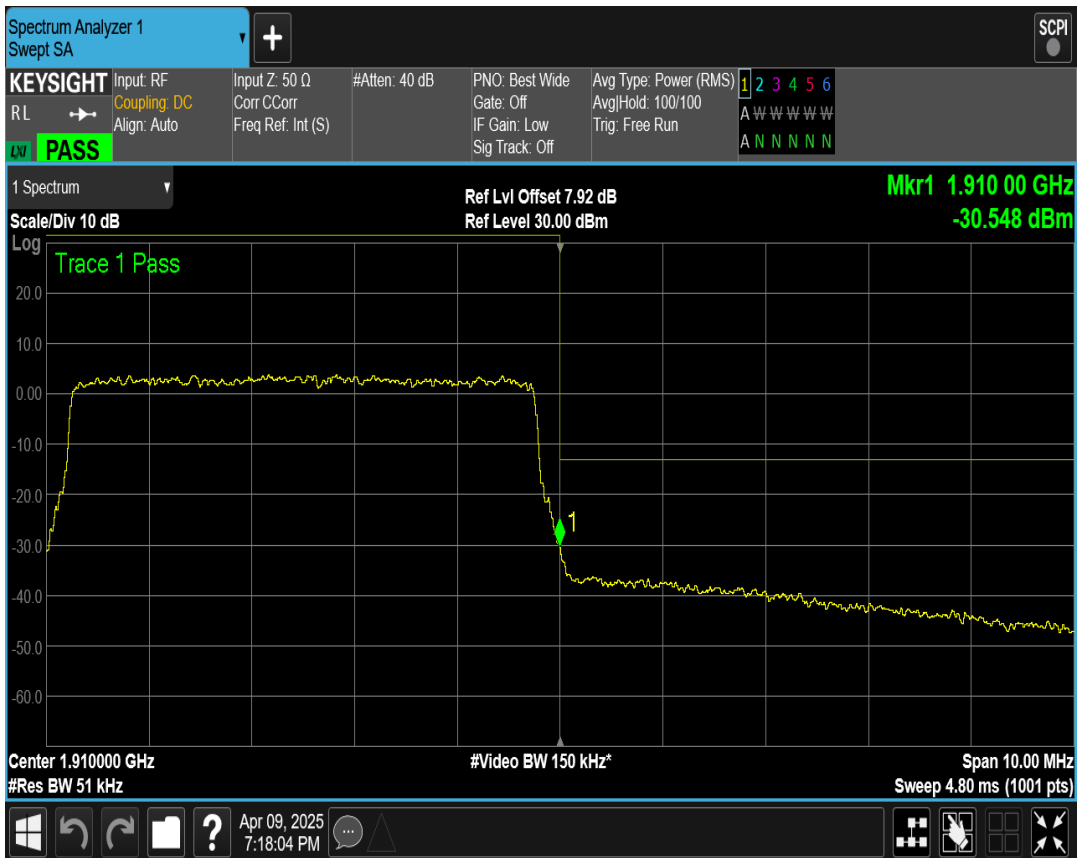 Spectrum Analyzer 1
Swept SA
SCPI
KEYSIGHT
R L
LXI PASS
Input: RF
Coupling: DC
Align: Auto
Input Z: 50 Ω
Corr CCorr
Freq Ref: Int (S)
#Atten: 40 dB
PNO: Best Wide
Gate: Off
IF Gain: Low
Sig Track: Off
Avg Type: Power (RMS)
Avg|Hold: 100/100
Trig: Free Run
1 2 3 4 5 6
A W W W W W
A N N N N N
1 Spectrum
Scale/Div 10 dB
Ref Lvl Offset 7.92 dB
Ref Level 30.00 dBm
Mkr1 1.910 00 GHz
-30.548 dBm
Log
Trace 1 Pass
20.0
10.0
0.00
-10.0
-20.0
1
-30.0
-40.0
-50.0
-60.0
Center 1.910000 GHz
#Video BW 150 kHz*
Span 10.00 MHz
#Res BW 51 kHz
Sweep 4.80 ms (1001 pts)
?
Apr 09, 2025
7:18:04 PM